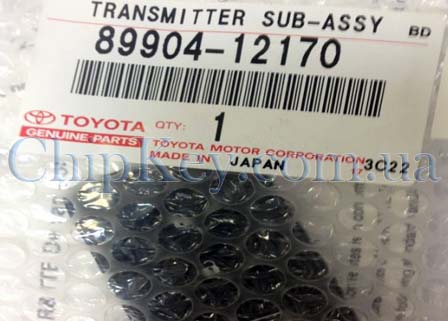 TRANSMITTER SUB-ASSY BD
89904-12170
TOYOTA QTY: 1
GENUINE PARTS TOYOTA MOTOR CORPORATION
MADE IN JAPAN 3C22
ChipKey.com.ua